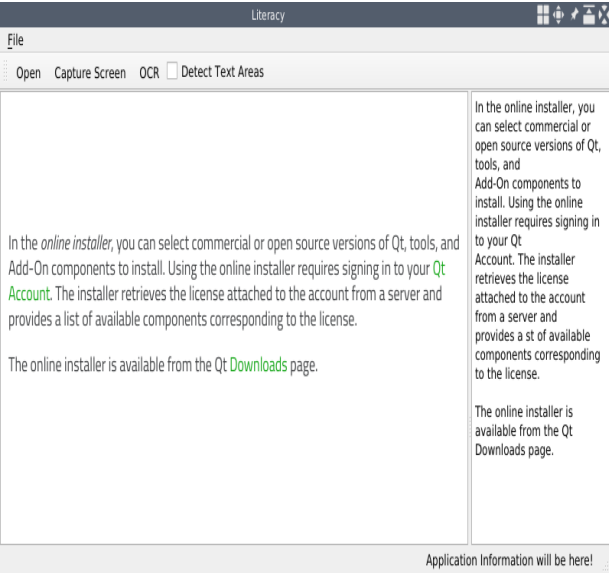 Literacy
File
Open Capture Screen OCR Detect Text Areas
In the online installer, you can select commercial or open source versions of Qt, tools, and
Add-On components to install. Using the online installer requires signing in to your Qt
Account. The installer retrieves the license attached to the account from a server and
provides a list of available components corresponding to the license.
The online installer is available from the Qt Downloads page.
In the online installer, you
can select commercial or
open source versions of Qt,
tools, and
Add-On components to
install. Using the online
installer requires signing in
to your Qt
Account. The installer
retrieves the license
attached to the account
from a server and
provides a st of available
components corresponding
to the license.
The online installer is
available from the Qt
Downloads page.
Application Information will be here!